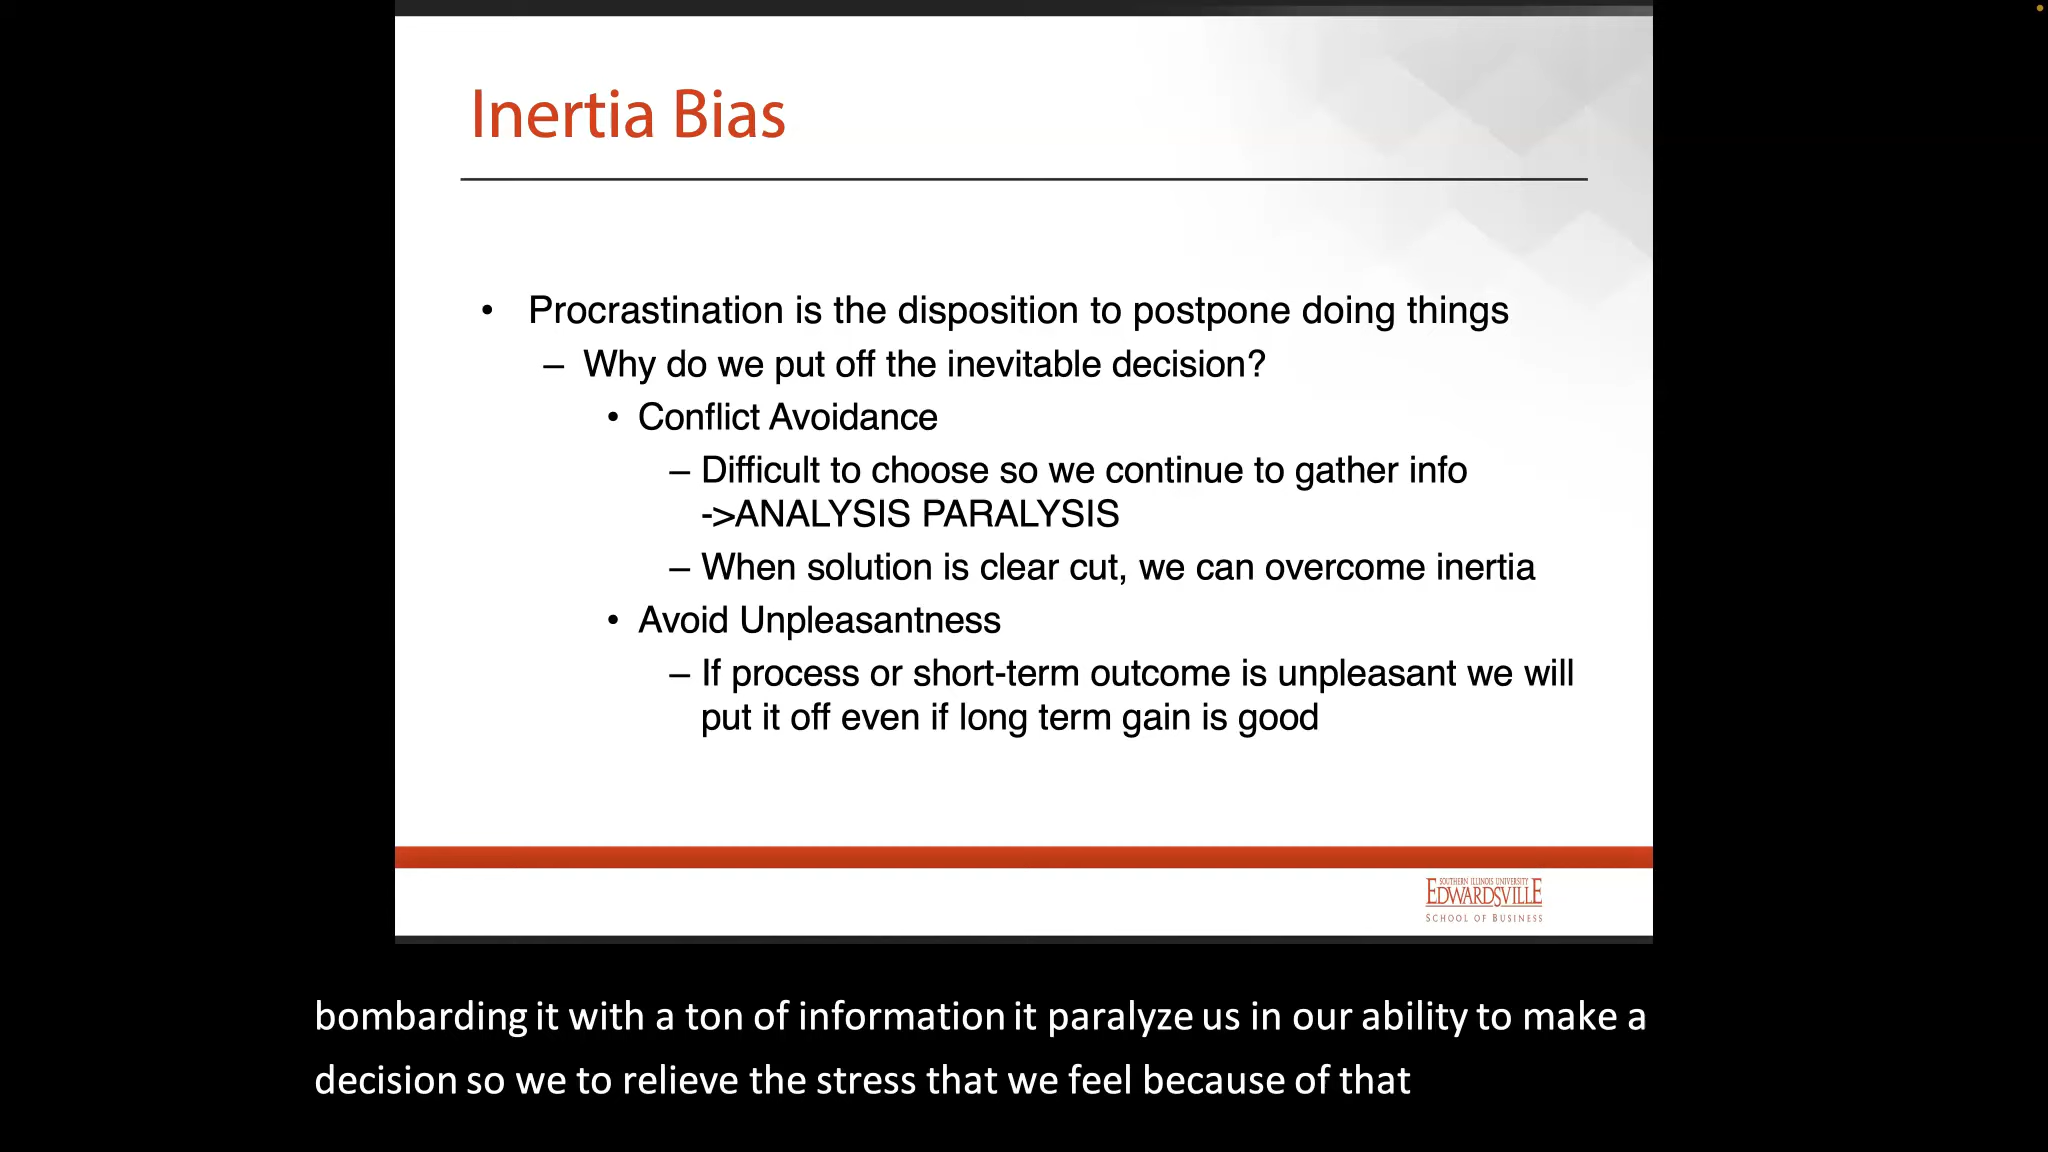 Inertia Bias
• Procrastination is the disposition to postpone doing things
– Why do we put off the inevitable decision?
• Conflict Avoidance
– Difficult to choose so we continue to gather info
->ANALYSIS PARALYSIS
– When solution is clear cut, we can overcome inertia
• Avoid Unpleasantness
– If process or short-term outcome is unpleasant we will
put it off even if long term gain is good
SOUTHERN ILLINOIS UNIVERSITY
EDWARDSVILLE
SCHOOL OF BUSINESS
bombarding it with a ton of information it paralyze us in our ability to make a
decision so we to relieve the stress that we feel because of that